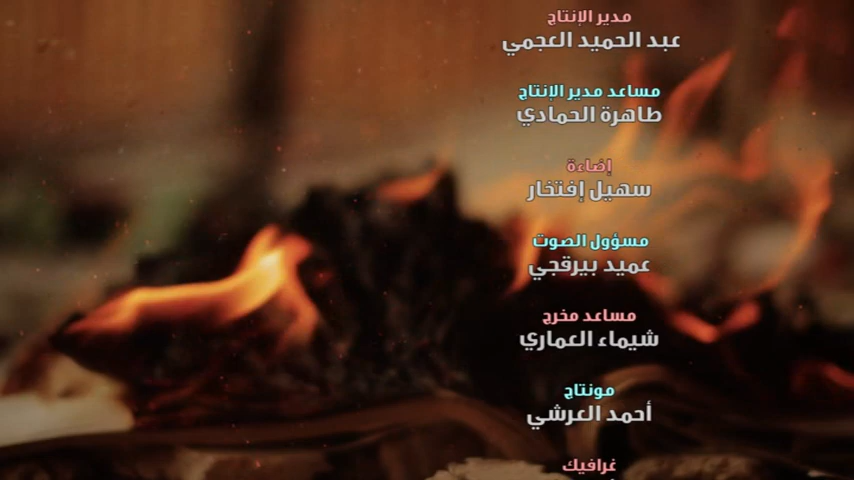 مدير الإنتاج
عبد الحميد العجمي
مساعد مدير الإنتاج
طاهرة الحمادي
إضاءة
سهيل إفتخار
مسؤول الصوت
عميد بيرقجي
مساعد مخرج
شيماء العماري
مونتاج
أحمد العرشي
غرافيك